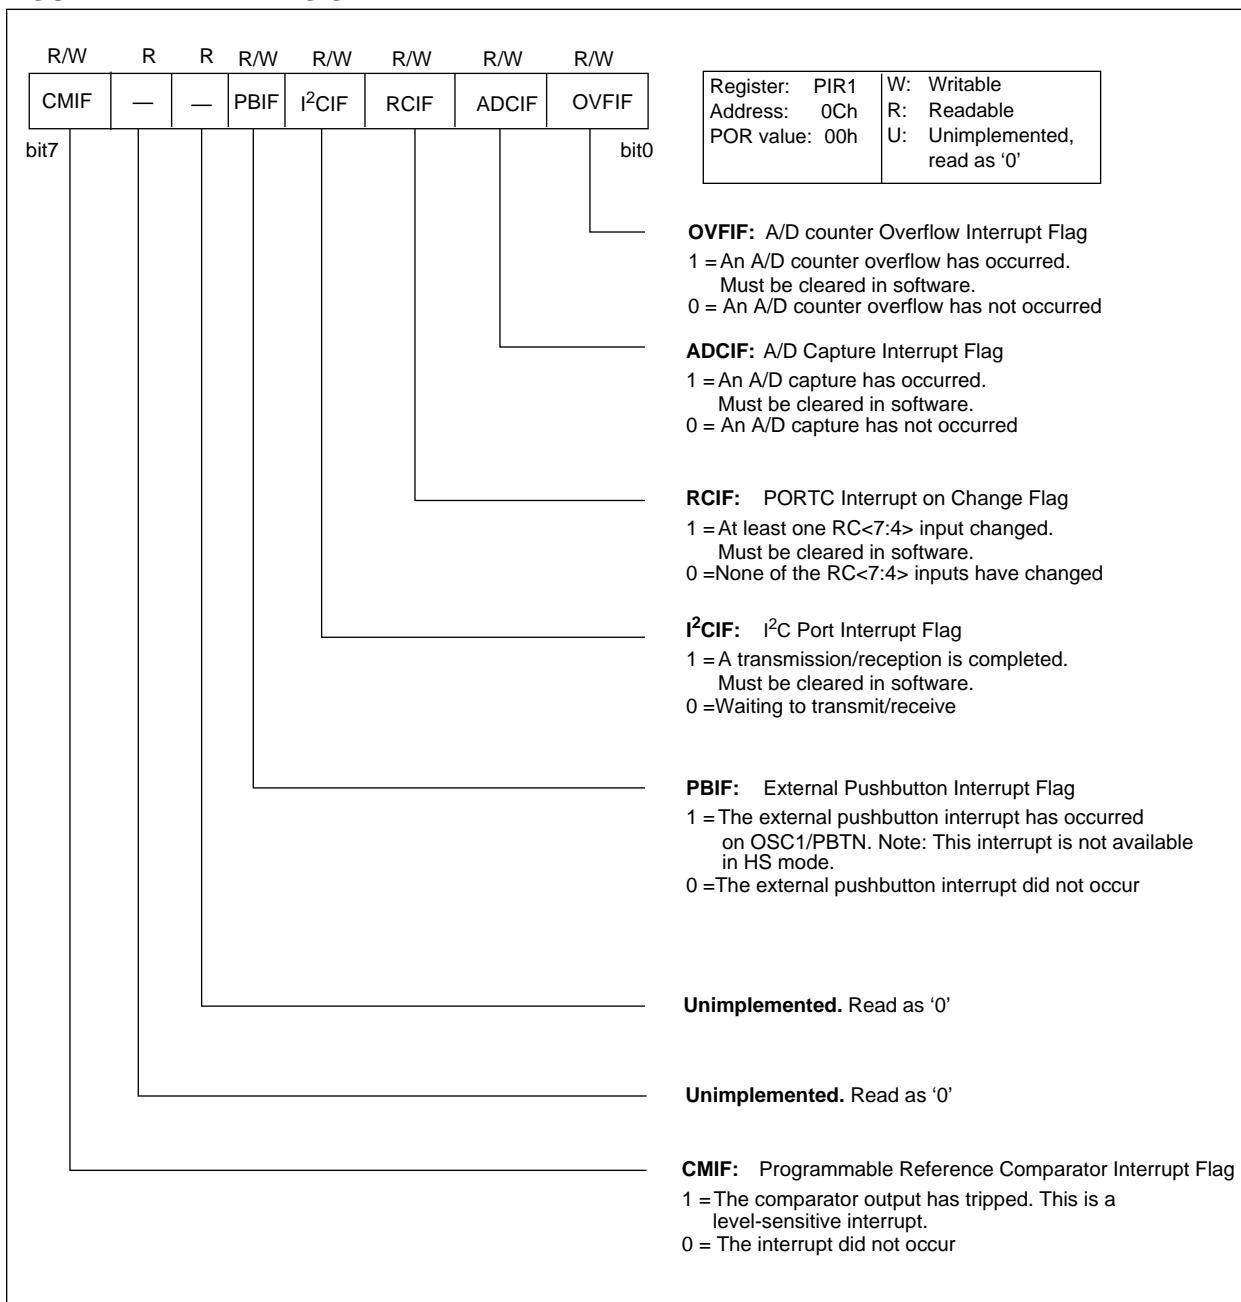 R/W R R R/W R/W R/W R/W R/W
CMIF — — PBIF I²CIF RCIF ADCIF OVFIF
bit7 bit0
Register: PIR1
Address: 0Ch
POR value: 00h
W: Writable
R: Readable
U: Unimplemented,
read as ‘0’
OVFIF: A/D counter Overflow Interrupt Flag
1 = An A/D counter overflow has occurred.
Must be cleared in software.
0 = An A/D counter overflow has not occurred
ADCIF: A/D Capture Interrupt Flag
1 = An A/D capture has occurred.
Must be cleared in software.
0 = An A/D capture has not occurred
RCIF: PORTC Interrupt on Change Flag
1 = At least one RC<7:4> input changed.
Must be cleared in software.
0 =None of the RC<7:4> inputs have changed
I²CIF: I²C Port Interrupt Flag
1 = A transmission/reception is completed.
Must be cleared in software.
0 =Waiting to transmit/receive
PBIF: External Pushbutton Interrupt Flag
1 = The external pushbutton interrupt has occurred
on OSC1/PBTN. Note: This interrupt is not available
in HS mode.
0 =The external pushbutton interrupt did not occur
Unimplemented. Read as ‘0’
Unimplemented. Read as ‘0’
CMIF: Programmable Reference Comparator Interrupt Flag
1 = The comparator output has tripped. This is a
level-sensitive interrupt.
0 = The interrupt did not occur